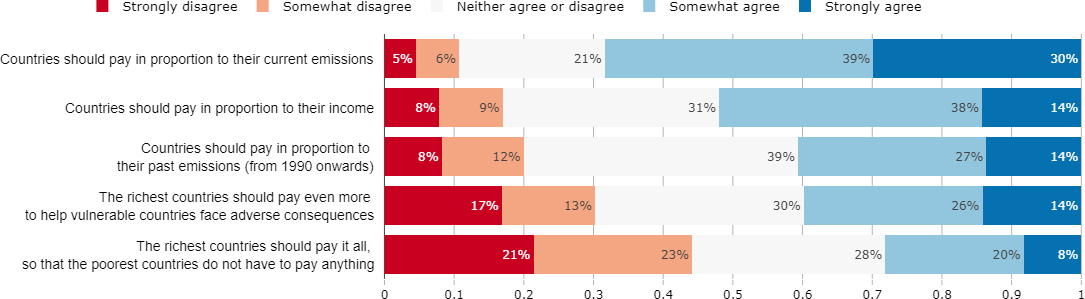 Strongly disagree Somewhat disagree Neither agree or disagree Somewhat agree Strongly agree
Countries should pay in proportion to their current emissions 5% 6% 21% 39% 30%
Countries should pay in proportion to their income 8% 9% 31% 38% 14%
Countries should pay in proportion to
their past emissions (from 1990 onwards) 8% 12% 39% 27% 14%
The richest countries should pay even more
to help vulnerable countries face adverse consequences 17% 13% 30% 26% 14%
The richest countries should pay it all,
so that the poorest countries do not have to pay anything 21% 23% 28% 20% 8%
0 0.1 0.2 0.3 0.4 0.5 0.6 0.7 0.8 0.9 1